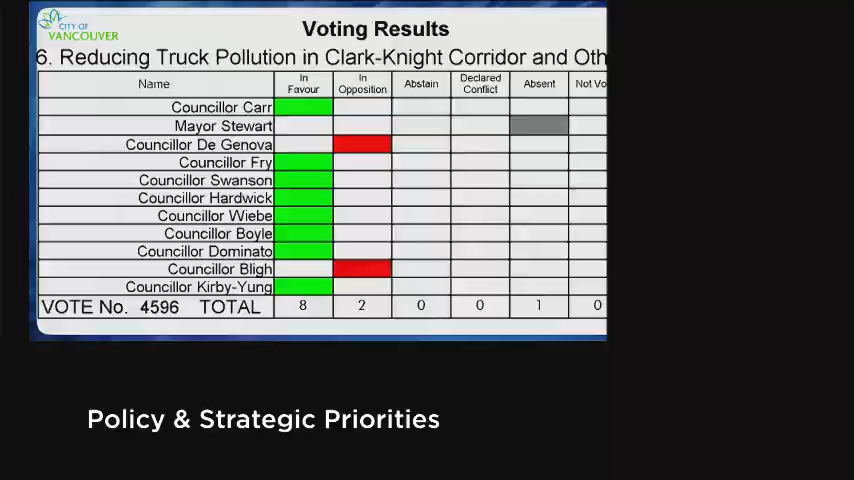 CITY OF
VANCOUVER
Voting Results
6. Reducing Truck Pollution in Clark-Knight Corridor and Oth
Name In Favour In Opposition Abstain Declared Conflict Absent Not Vo
Councillor Carr
Mayor Stewart
Councillor De Genova
Councillor Fry
Councillor Swanson
Councillor Hardwick
Councillor Wiebe
Councillor Boyle
Councillor Dominato
Councillor Bligh
Councillor Kirby-Yung
VOTE No. 4596 TOTAL 8 2 0 0 1 0
Policy & Strategic Priorities